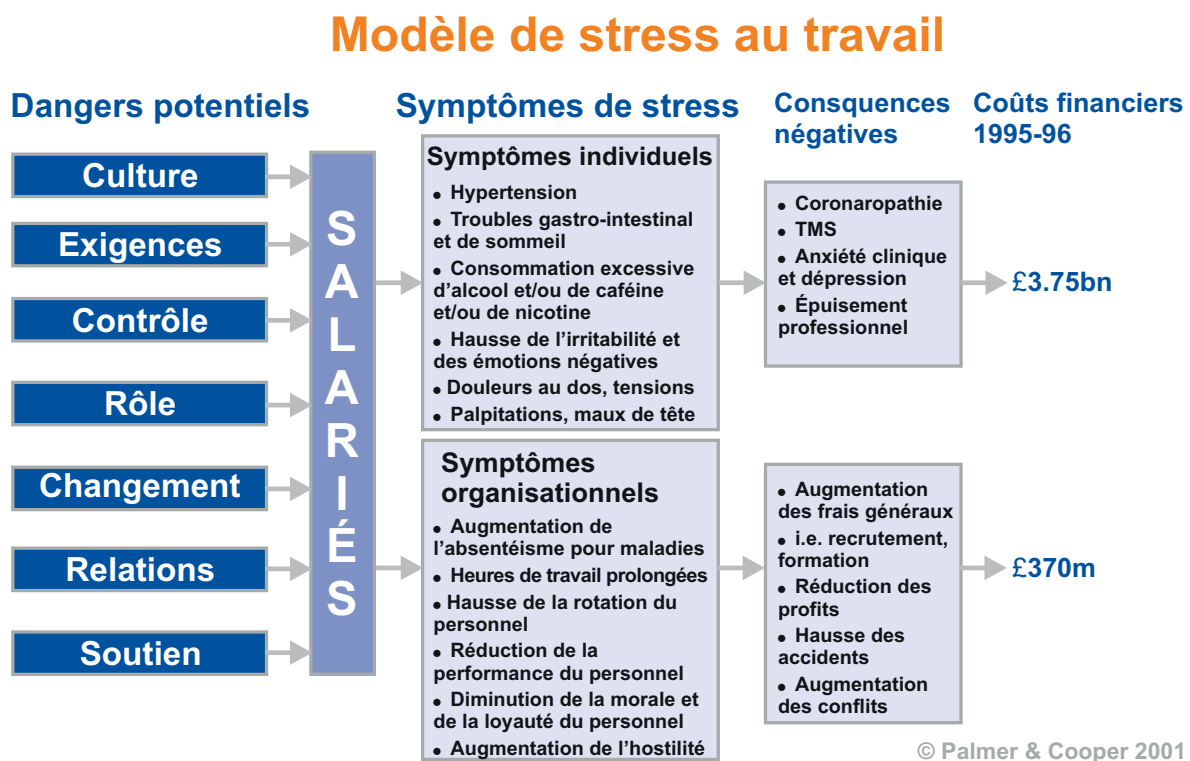 Modèle de stress au travail
Dangers potentiels
Culture
Exigences
Contrôle
Rôle
Changement
Relations
Soutien
SALARIÉS
Symptômes de stress
Symptômes individuels
• Hypertension
• Troubles gastro-intestinal
et de sommeil
• Consommation excessive
d’alcool et/ou de caféine
et/ou de nicotine
• Hausse de l’irritabilité et
des émotions négatives
• Douleurs au dos, tensions
• Palpitations, maux de tête
Symptômes
organisationnels
• Augmentation de
l’absentéisme pour maladies
• Heures de travail prolongées
• Hausse de la rotation du
personnel
• Réduction de la
performance du personnel
• Diminution de la morale et
de la loyauté du personnel
• Augmentation de l’hostilité
Consquences
négatives
• Coronaropathie
• TMS
• Anxiété clinique
et dépression
• Épuisement
professionnel
• Augmentation
des frais généraux
• i.e. recrutement,
formation
• Réduction des
profits
• Hausse des
accidents
• Augmentation
des conflits
Coûts financiers
1995-96
£3.75bn
£370m
© Palmer & Cooper 2001